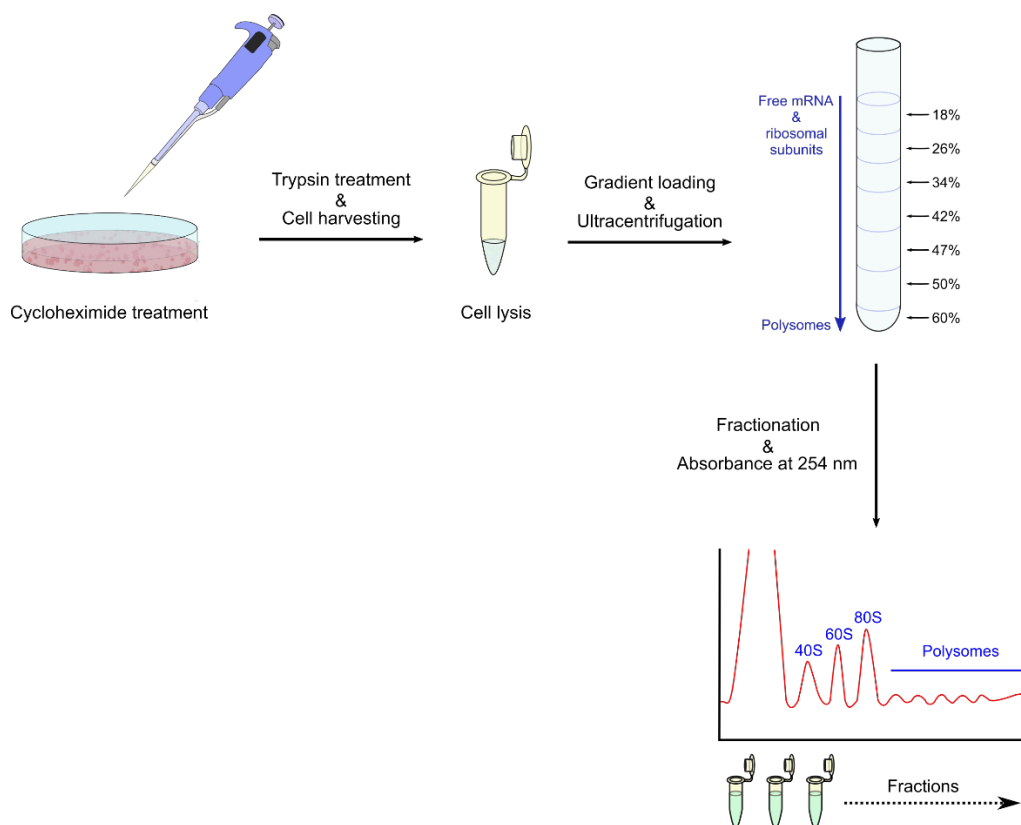 Cycloheximide treatment
Trypsin treatment
&
Cell harvesting
Cell lysis
Gradient loading
&
Ultracentrifugation
Free mRNA
&
ribosomal
subunits
Polysomes
18%
26%
34%
42%
47%
50%
60%
Fractionation
&
Absorbance at 254 nm
40S
60S
80S
Polysomes
Fractions